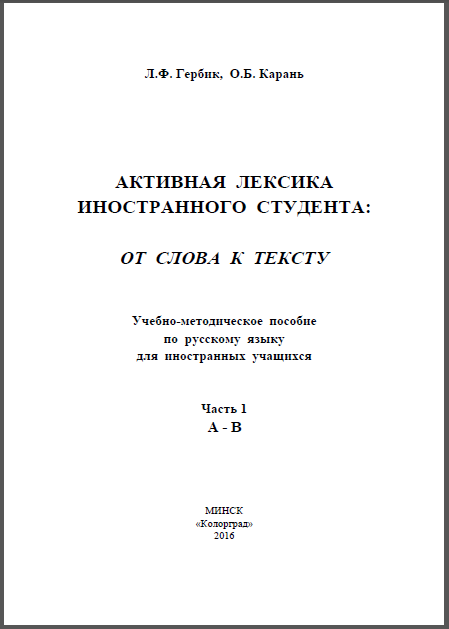 Л.Ф. Гербик, О.Б. Карань
АКТИВНАЯ ЛЕКСИКА
ИНОСТРАННОГО СТУДЕНТА:
ОТ СЛОВА К ТЕКСТУ
Учебно-методическое пособие
по русскому языку
для иностранных учащихся
Часть 1
А - В
МИНСК
«Колорград»
2016